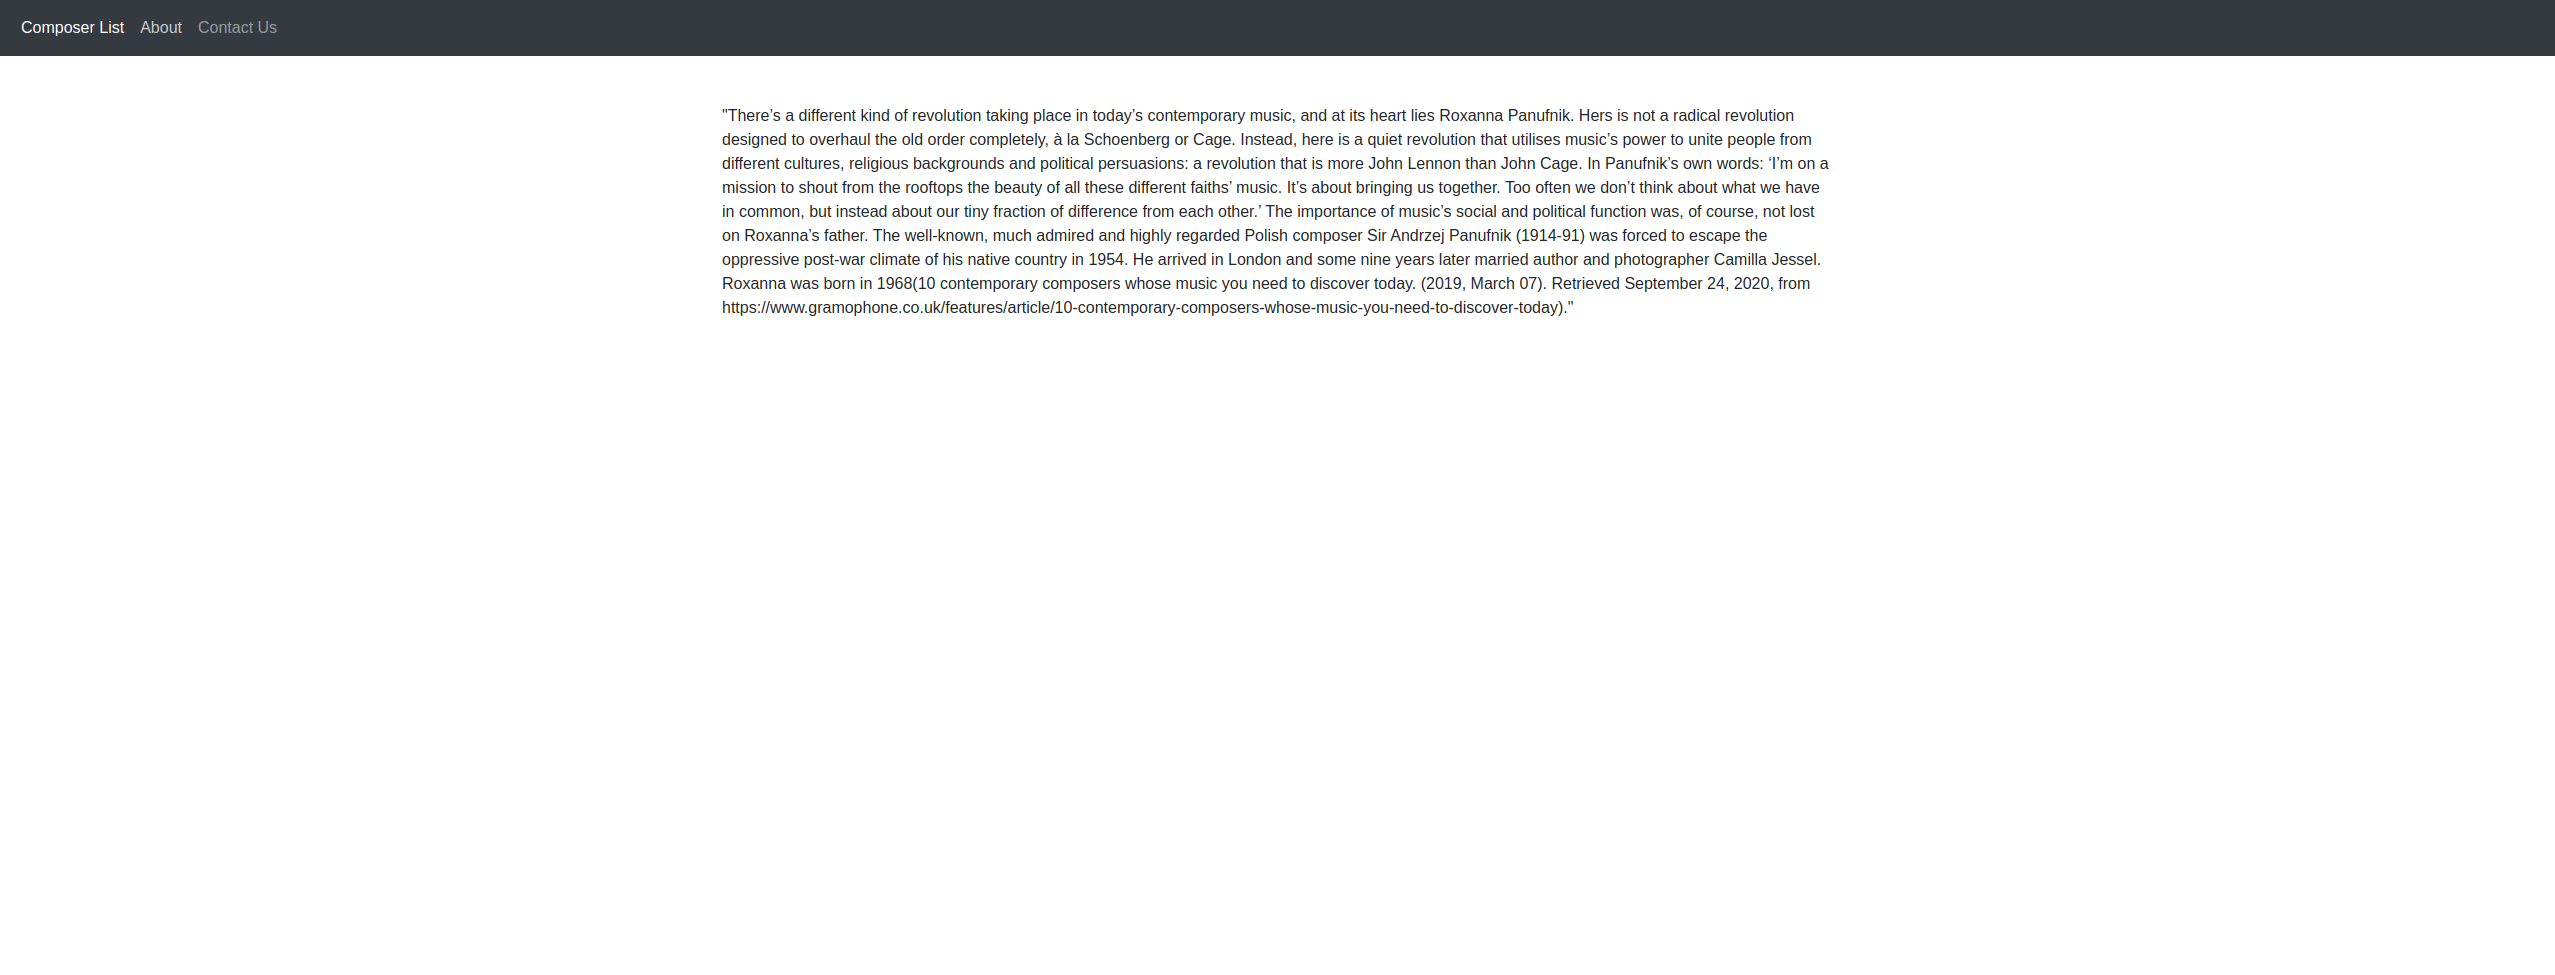 Composer List About Contact Us
"There’s a different kind of revolution taking place in today’s contemporary music, and at its heart lies Roxanna Panufnik. Hers is not a radical revolution
designed to overhaul the old order completely, à la Schoenberg or Cage. Instead, here is a quiet revolution that utilises music’s power to unite people from
different cultures, religious backgrounds and political persuasions: a revolution that is more John Lennon than John Cage. In Panufnik’s own words: ‘I’m on a
mission to shout from the rooftops the beauty of all these different faiths’ music. It’s about bringing us together. Too often we don’t think about what we have
in common, but instead about our tiny fraction of difference from each other.’ The importance of music’s social and political function was, of course, not lost
on Roxanna’s father. The well-known, much admired and highly regarded Polish composer Sir Andrzej Panufnik (1914-91) was forced to escape the
oppressive post-war climate of his native country in 1954. He arrived in London and some nine years later married author and photographer Camilla Jessel.
Roxanna was born in 1968(10 contemporary composers whose music you need to discover today. (2019, March 07). Retrieved September 24, 2020, from
https://www.gramophone.co.uk/features/article/10-contemporary-composers-whose-music-you-need-to-discover-today)."